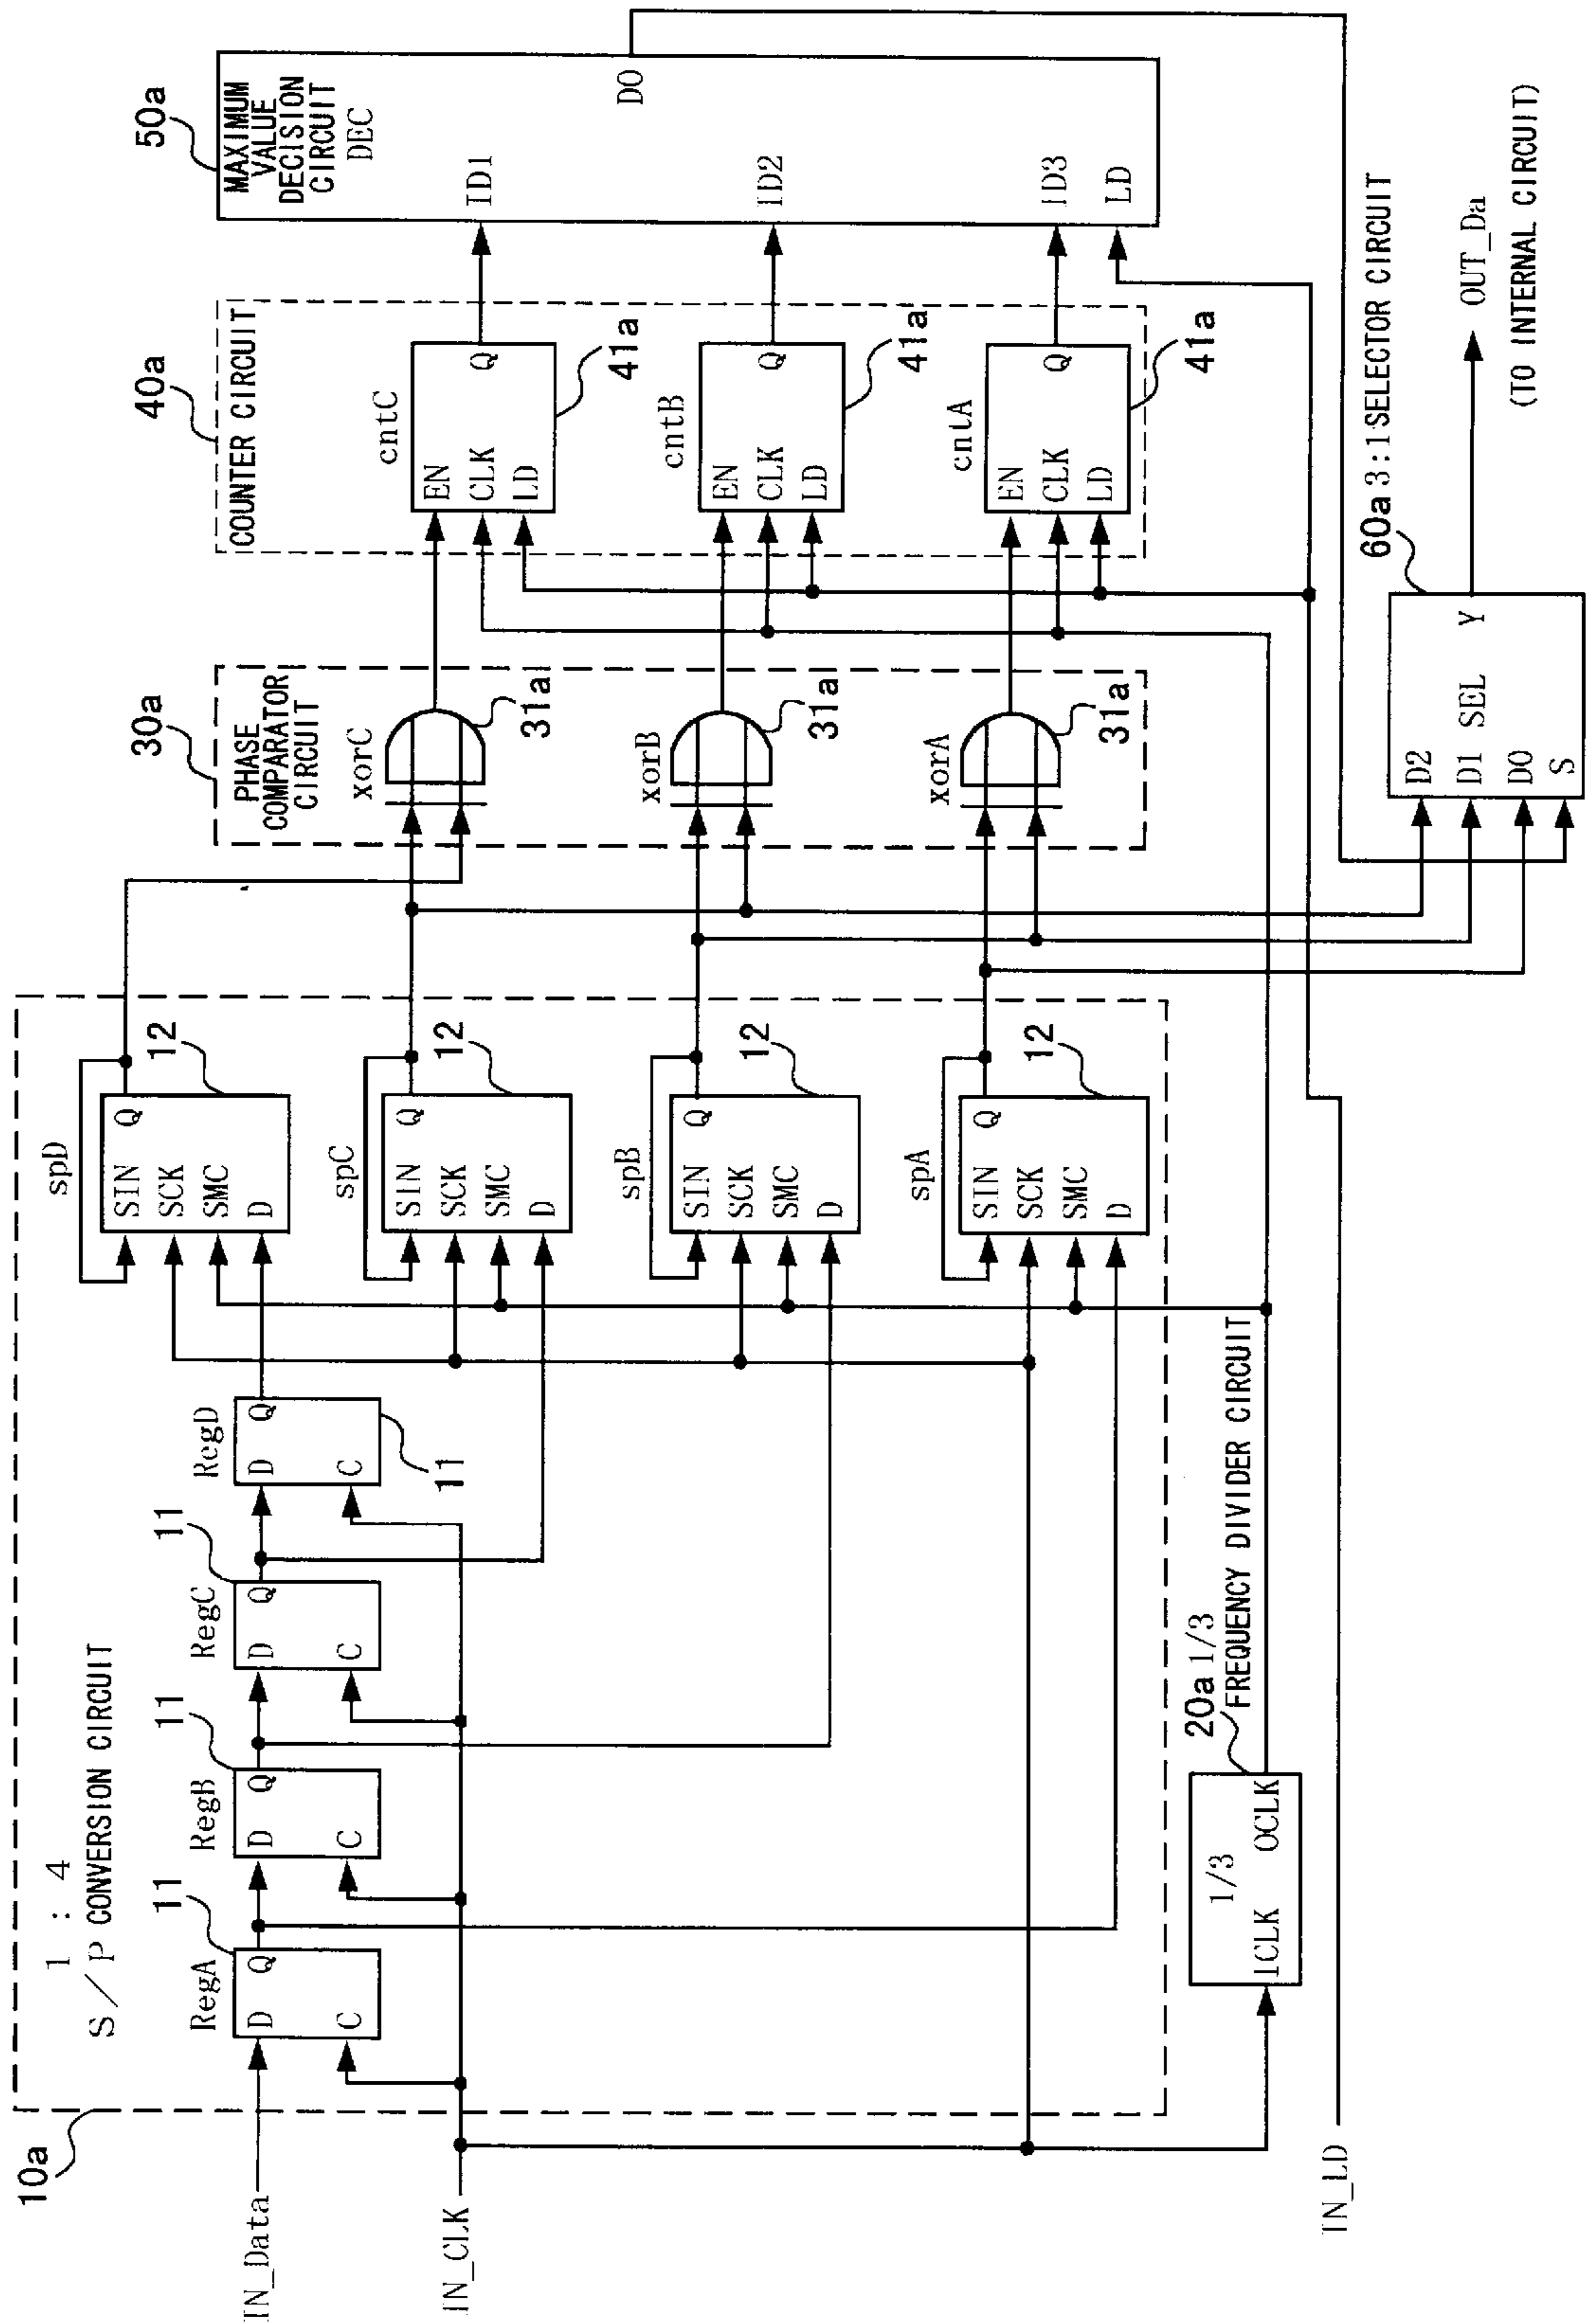 10a
1 : 4
S/P CONVERSION CIRCUIT
IN_Data
IN_CLK
IN_LD
RegA
D Q
C
11
RegB
D Q
C
11
RegC
D Q
C
11
RegD
D Q
C
11
spD
SIN Q
SCK
SMC
D
12
spC
SIN Q
SCK
SMC
D
12
spB
SIN Q
SCK
SMC
D
12
spA
SIN Q
SCK
SMC
D
12
20a 1/3
FREQUENCY DIVIDER CIRCUIT
1/3
ICLK OCLK
30a
PHASE
COMPARATOR
CIRCUIT
xorC
31a
xorB
31a
xorA
31a
40a
COUNTER CIRCUIT
cntC
EN Q
CLK
LD
41a
cntB
EN Q
CLK
LD
41a
cntA
EN Q
CLK
LD
41a
50a
MAXIMUM
VALUE
DECISION
CIRCUIT
DEC
ID1
DO
ID2
ID3
LD
60a 3:1 SELECTOR CIRCUIT
D2
D1 SEL Y
D0
S
OUT_Da
(TO INTERNAL CIRCUIT)